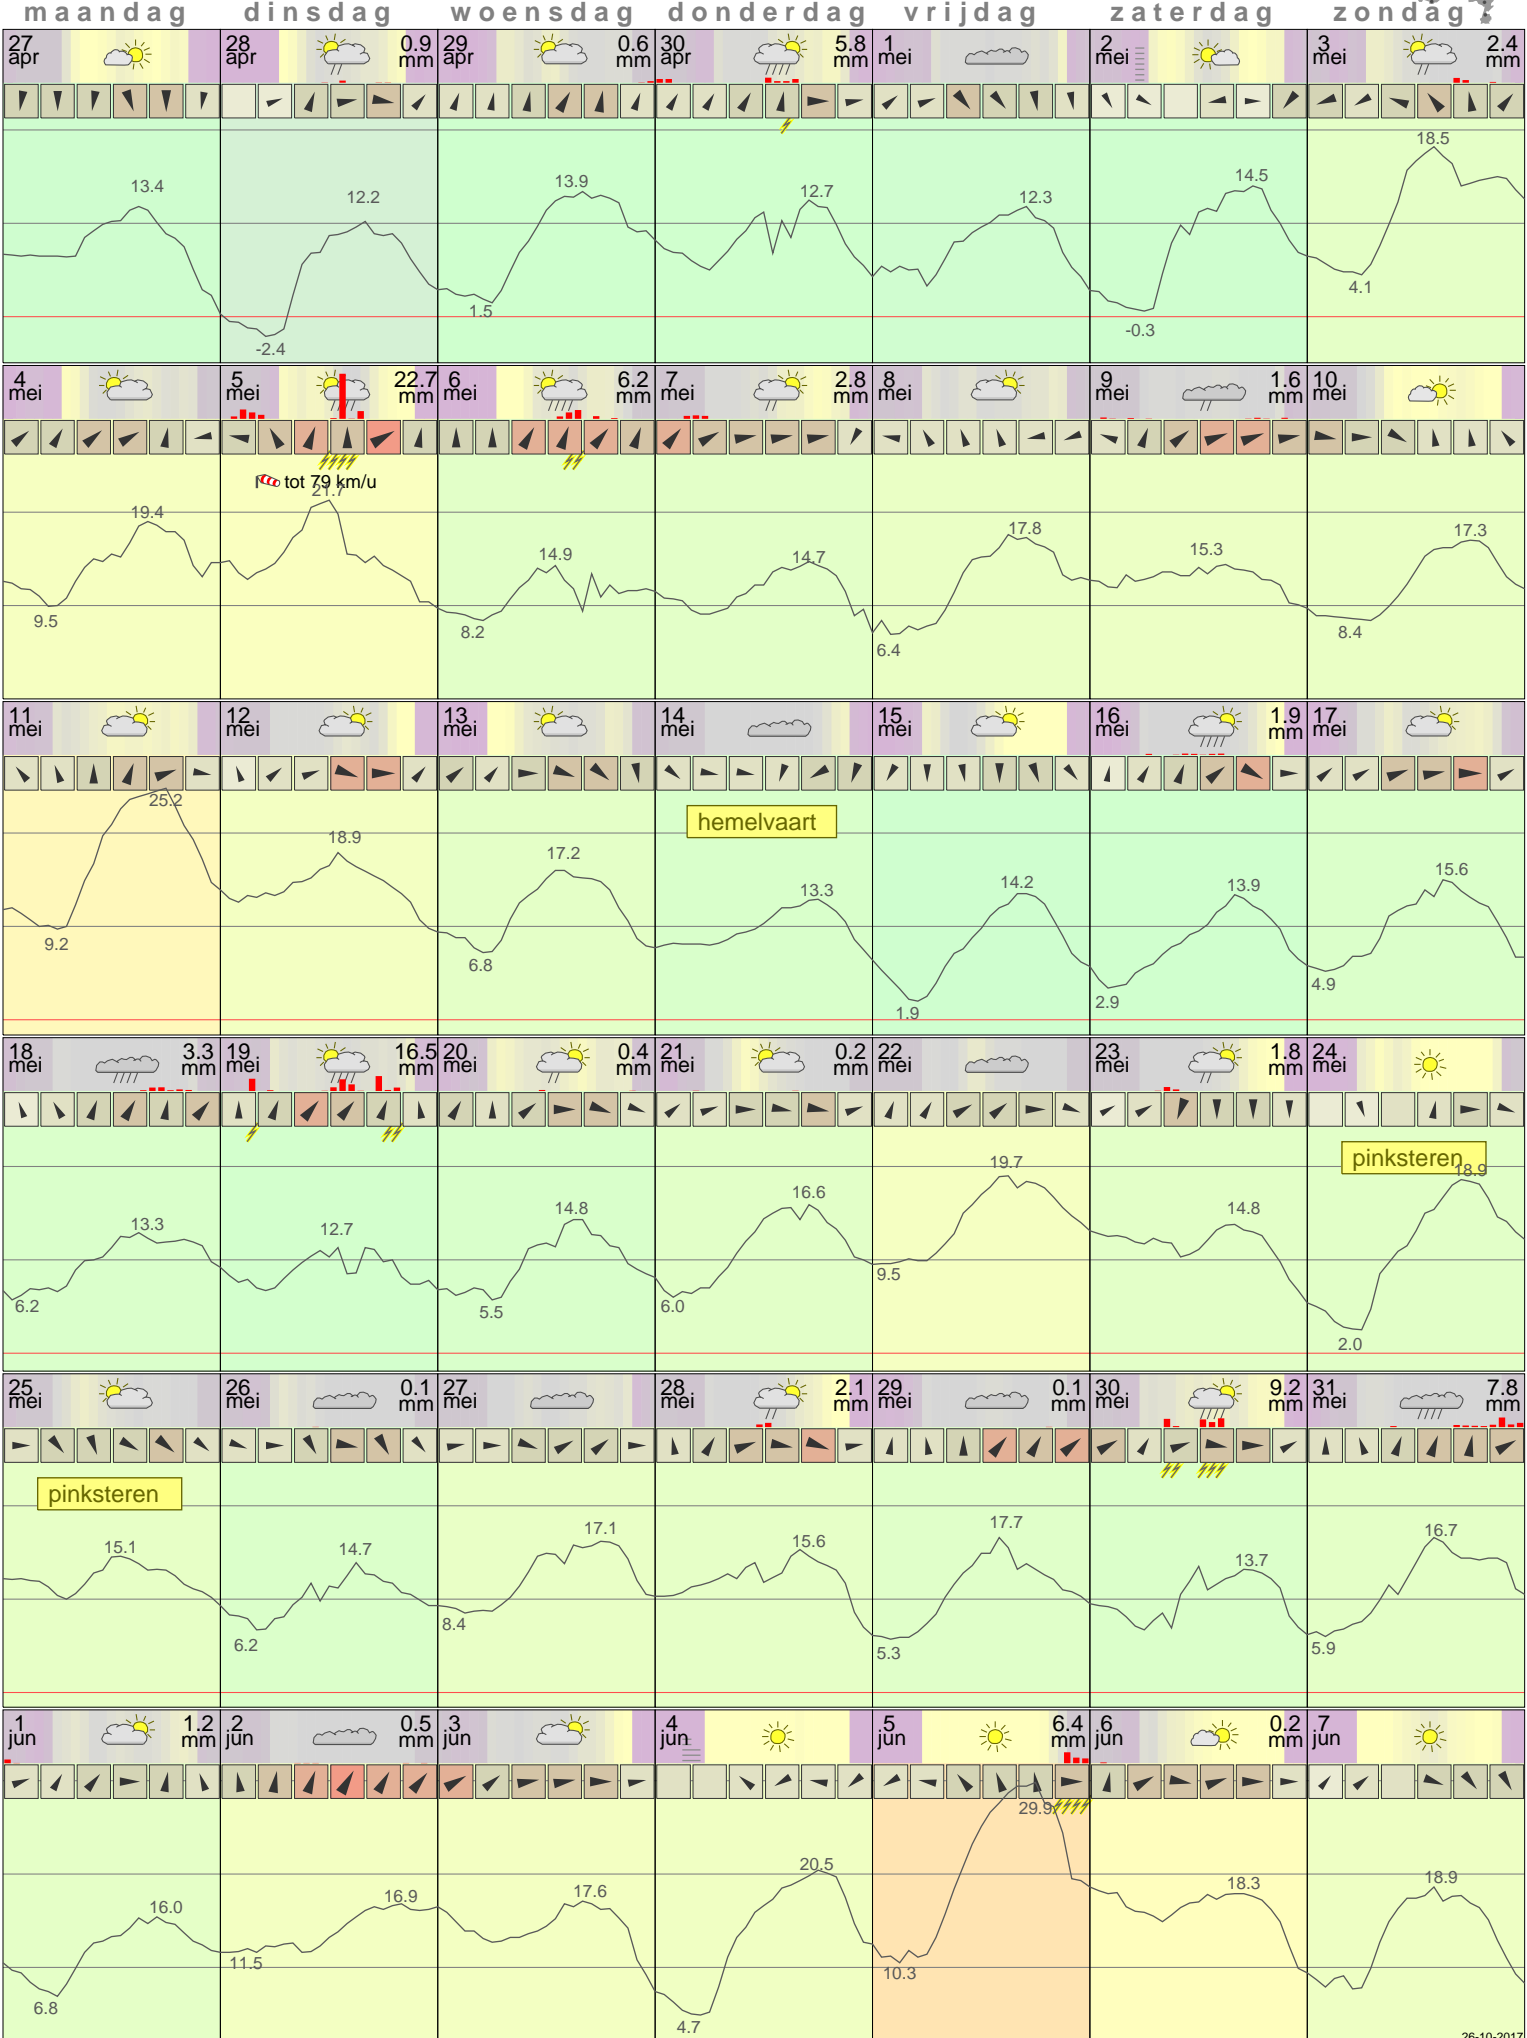 maandag dinsdag woensdag donderdag vrijdag zaterdag zondag
27 apr 28 apr 0.9 mm 29 apr 0.6 mm 30 apr 5.8 mm 1 mei 2 mei 3 mei 2.4 mm
13.4 12.2 -2.4 13.9 1.5 12.7 12.3 14.5 -0.3 18.5 4.1
4 mei 5 mei 22.7 mm 6 mei 6.2 mm 7 mei 2.8 mm 8 mei 9 mei 1.6 mm 10 mei
tot 79 km/u
19.4 9.5 21.7 14.9 8.2 14.7 17.8 6.4 15.3 17.3 8.4
11 mei 12 mei 13 mei 14 mei 15 mei 16 mei 1.9 mm 17 mei
hemelvaart
25.2 9.2 18.9 17.2 6.8 13.3 14.2 1.9 13.9 2.9 15.6 4.9
18 mei 3.3 mm 19 mei 16.5 mm 20 mei 0.4 mm 21 mei 0.2 mm 22 mei 23 mei 1.8 mm 24 mei
pinksteren
13.3 6.2 12.7 14.8 5.5 16.6 6.0 19.7 9.5 14.8 18.9 2.0
25 mei 26 mei 0.1 mm 27 mei 28 mei 2.1 mm 29 mei 0.1 mm 30 mei 9.2 mm 31 mei 7.8 mm
pinksteren
15.1 14.7 6.2 17.1 8.4 15.6 17.7 5.3 13.7 16.7 5.9
1 jun 1.2 mm 2 jun 0.5 mm 3 jun 4 jun 5 jun 6.4 mm 6 jun 0.2 mm 7 jun
16.0 6.8 16.9 11.5 17.6 20.5 4.7 29.9 10.3 18.3 18.9
26-10-2017